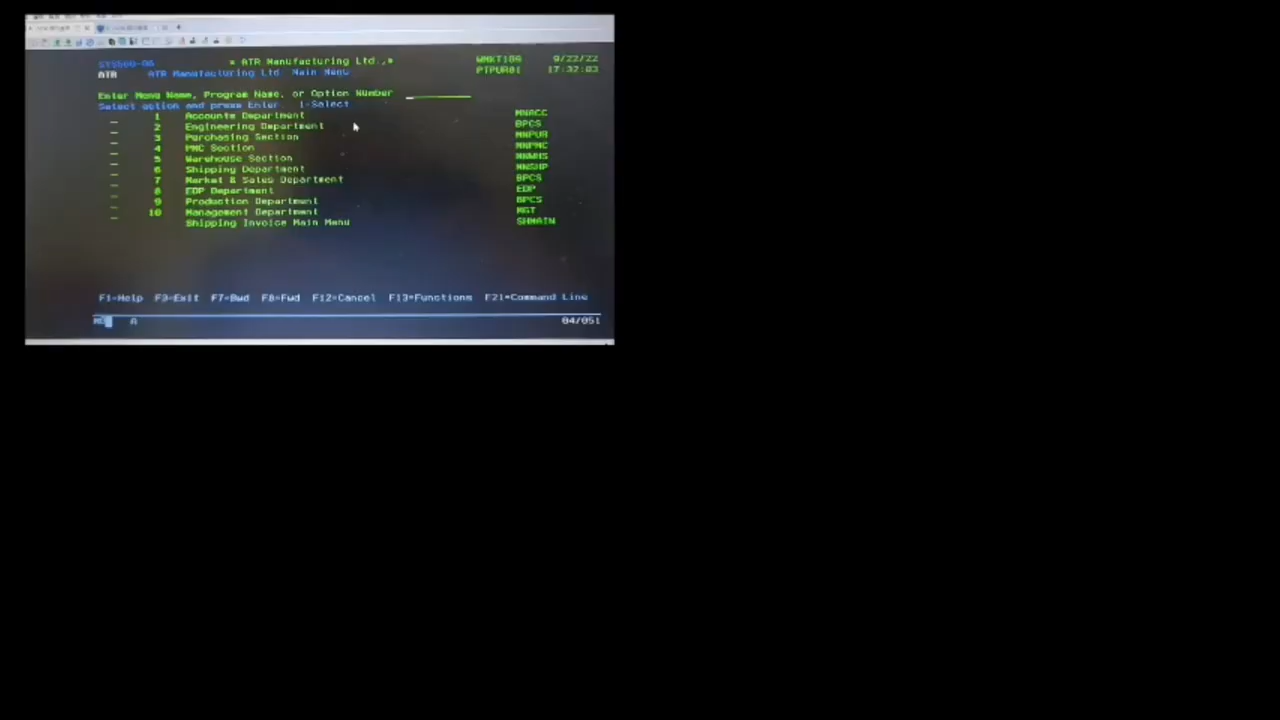 SYS500-06 * ATR Manufacturing Ltd.,* WMKT186 9/22/22
ATR ATR Manufacturing Ltd. Main Menu PTPUR01 17:37:03
Enter Menu Name, Program Name, or Option Number
Select option and press Enter. 1=Select
1 Accounts Department MNACC
2 Engineering Department BPCS
3 Purchasing Section MNPUR
4 PMC Section MNPMC
5 Warehouse Section MNWHS
6 Shipping Department MNSHP
7 Market & Sales Department BPCS
8 EDP Department EDP
9 Production Department BPCS
10 Management Department MGT
Shipping Invoice Main Menu SHMAIN
F1=Help F3=Exit F7=Bwd F8=Fwd F12=Cancel F13=Functions F21=Command Line
A 04/051